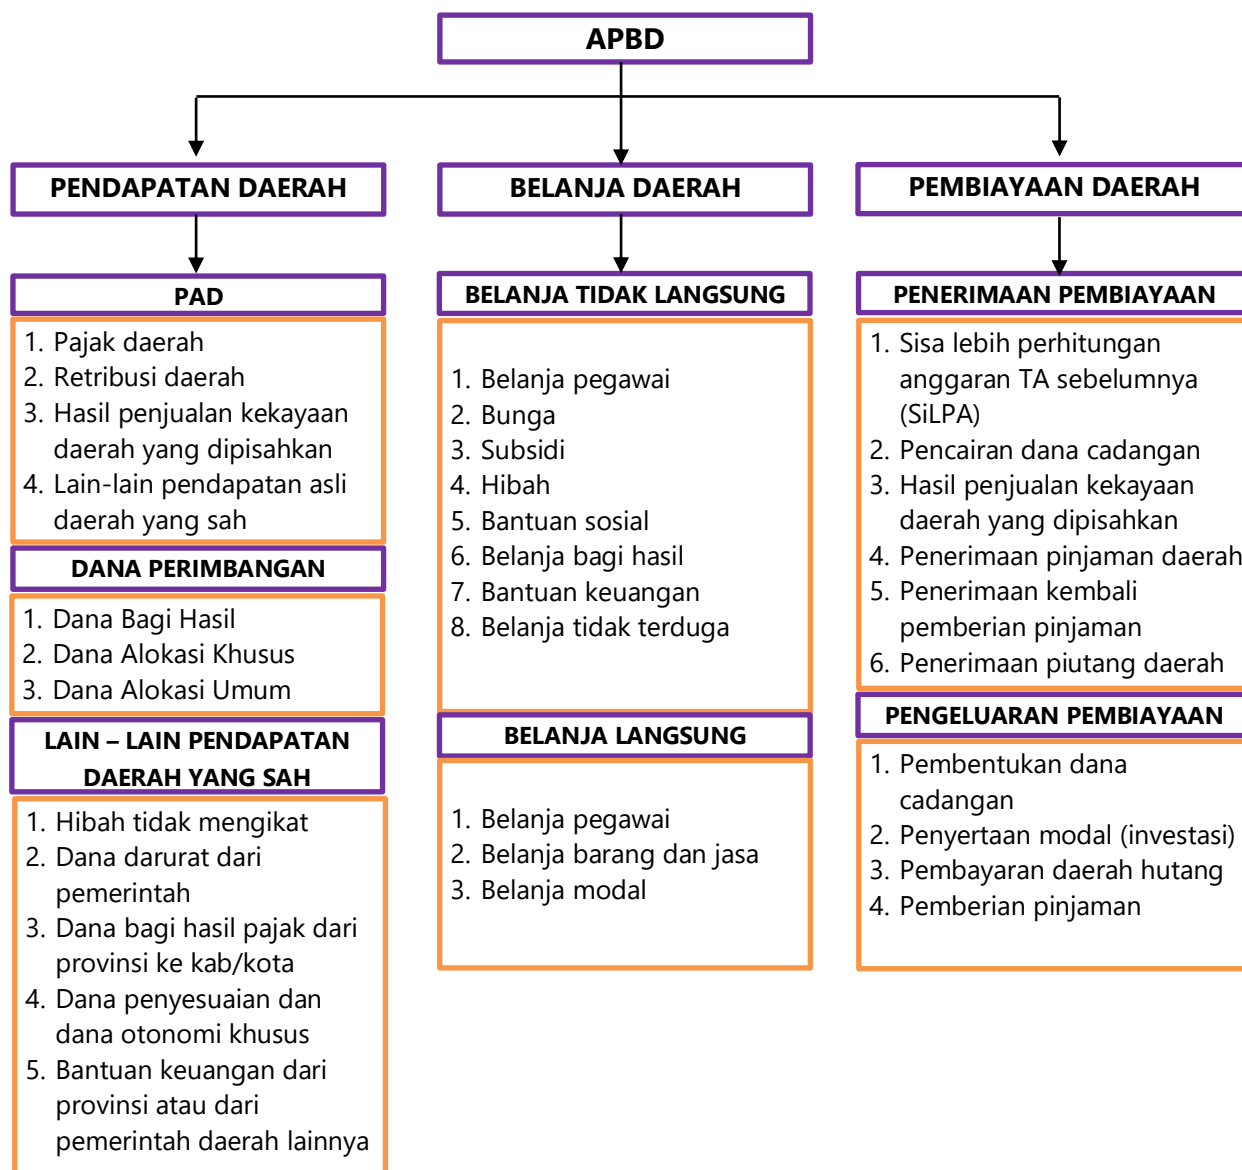 APBD
PENDAPATAN DAERAH
PAD
1. Pajak daerah
2. Retribusi daerah
3. Hasil penjualan kekayaan
daerah yang dipisahkan
4. Lain-lain pendapatan asli
daerah yang sah
DANA PERIMBANGAN
1. Dana Bagi Hasil
2. Dana Alokasi Khusus
3. Dana Alokasi Umum
LAIN – LAIN PENDAPATAN
DAERAH YANG SAH
1. Hibah tidak mengikat
2. Dana darurat dari
pemerintah
3. Dana bagi hasil pajak dari
provinsi ke kab/kota
4. Dana penyesuaian dan
dana otonomi khusus
5. Bantuan keuangan dari
provinsi atau dari
pemerintah daerah lainnya
BELANJA DAERAH
BELANJA TIDAK LANGSUNG
1. Belanja pegawai
2. Bunga
3. Subsidi
4. Hibah
5. Bantuan sosial
6. Belanja bagi hasil
7. Bantuan keuangan
8. Belanja tidak terduga
BELANJA LANGSUNG
1. Belanja pegawai
2. Belanja barang dan jasa
3. Belanja modal
PEMBIAYAAN DAERAH
PENERIMAAN PEMBIAYAAN
1. Sisa lebih perhitungan
anggaran TA sebelumnya
(SiLPA)
2. Pencairan dana cadangan
3. Hasil penjualan kekayaan
daerah yang dipisahkan
4. Penerimaan pinjaman daerah
5. Penerimaan kembali
pemberian pinjaman
6. Penerimaan piutang daerah
PENGELUARAN PEMBIAYAAN
1. Pembentukan dana
cadangan
2. Penyertaan modal (investasi)
3. Pembayaran daerah hutang
4. Pemberian pinjaman